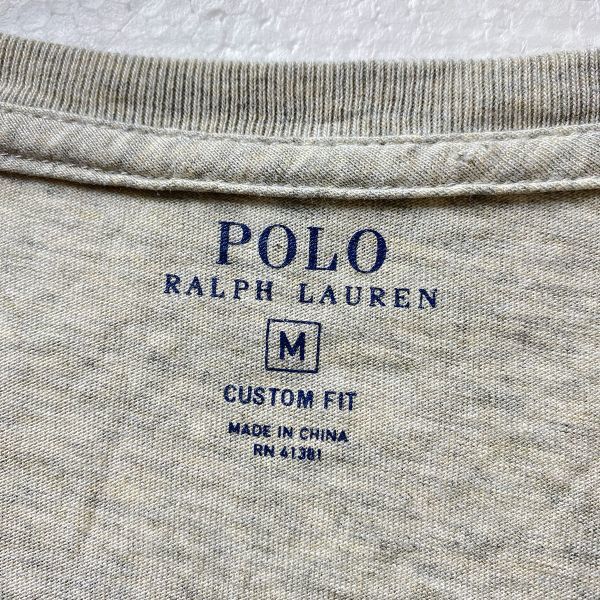 POLO
RALPH LAUREN
M
CUSTOM FIT
MADE IN CHINA
RN 41381